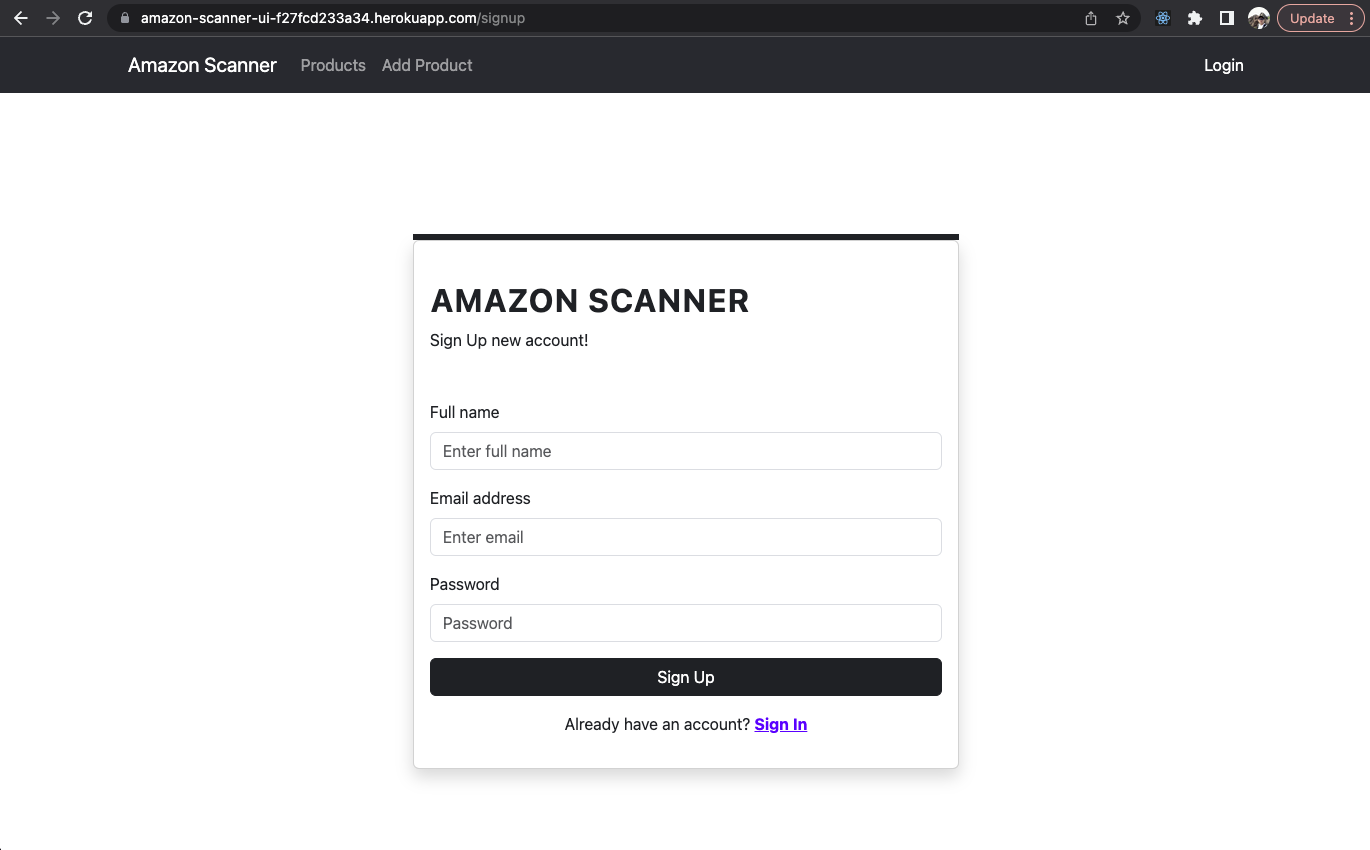 amazon-scanner-ui-f27fcd233a34.herokuapp.com/signup
Update
Amazon Scanner Products Add Product Login
AMAZON SCANNER
Sign Up new account!
Full name
Enter full name
Email address
Enter email
Password
Password
Sign Up
Already have an account? Sign In